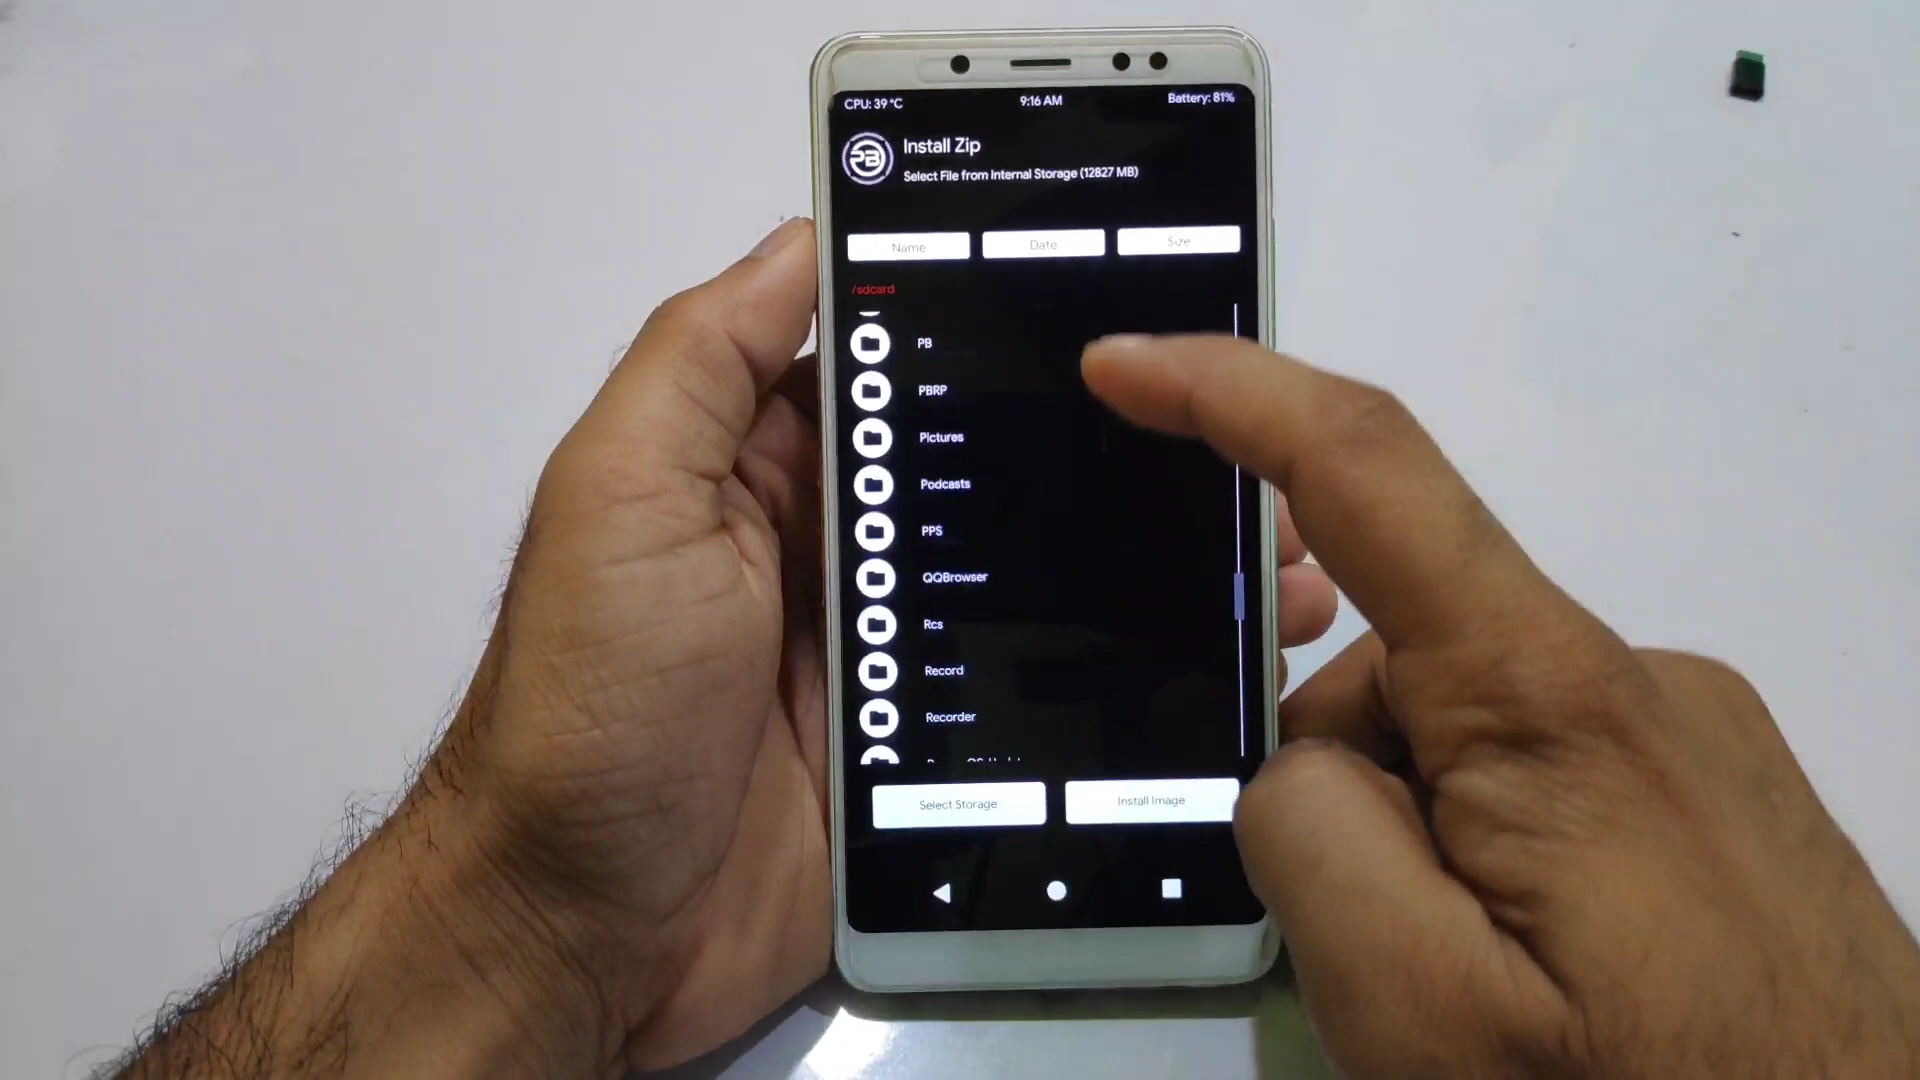 CPU: 39 °C 9:16 AM Battery: 81%
PB
Install Zip
Select File from Internal Storage (12827 MB)
Name Date Size
/sdcard
PB
PBRP
Pictures
Podcasts
PPS
QQBrowser
Rcs
Record
Recorder
Select Storage Install Image